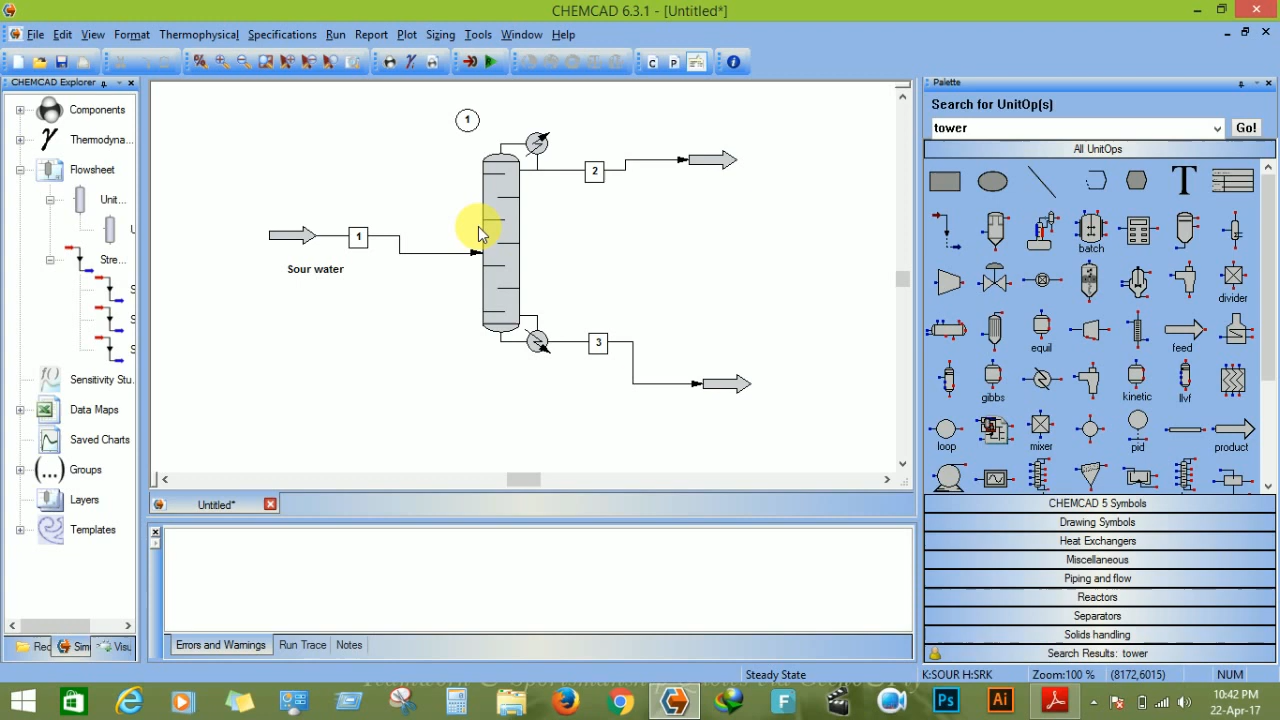 CHEMCAD 6.3.1 - [Untitled*]
File Edit View Format Thermophysical Specifications Run Report Plot Sizing Tools Window Help
CHEMCAD Explorer
Components
Thermodyna...
Flowsheet
Unit...
Stre...
Sensitivity Stu.
Data Maps
Saved Charts
Groups
Layers
Templates
Sim
1
2
1
Sour water
3
Untitled*
Errors and Warnings Run Trace Notes
Palette
Search for UnitOp(s)
tower Go!
All UnitOps
T
batch
divider
equil feed
gibbs kinetic llvf
loop mixer pid product
CHEMCAD 5 Symbols
Drawing Symbols
Heat Exchangers
Miscellaneous
Piping and flow
Reactors
Separators
Solids handling
Search Results: tower
Steady State K:SOUR H:SRK Zoom:100 % (8172,6015) NUM
Ps Ai
10:42 PM
22-Apr-17